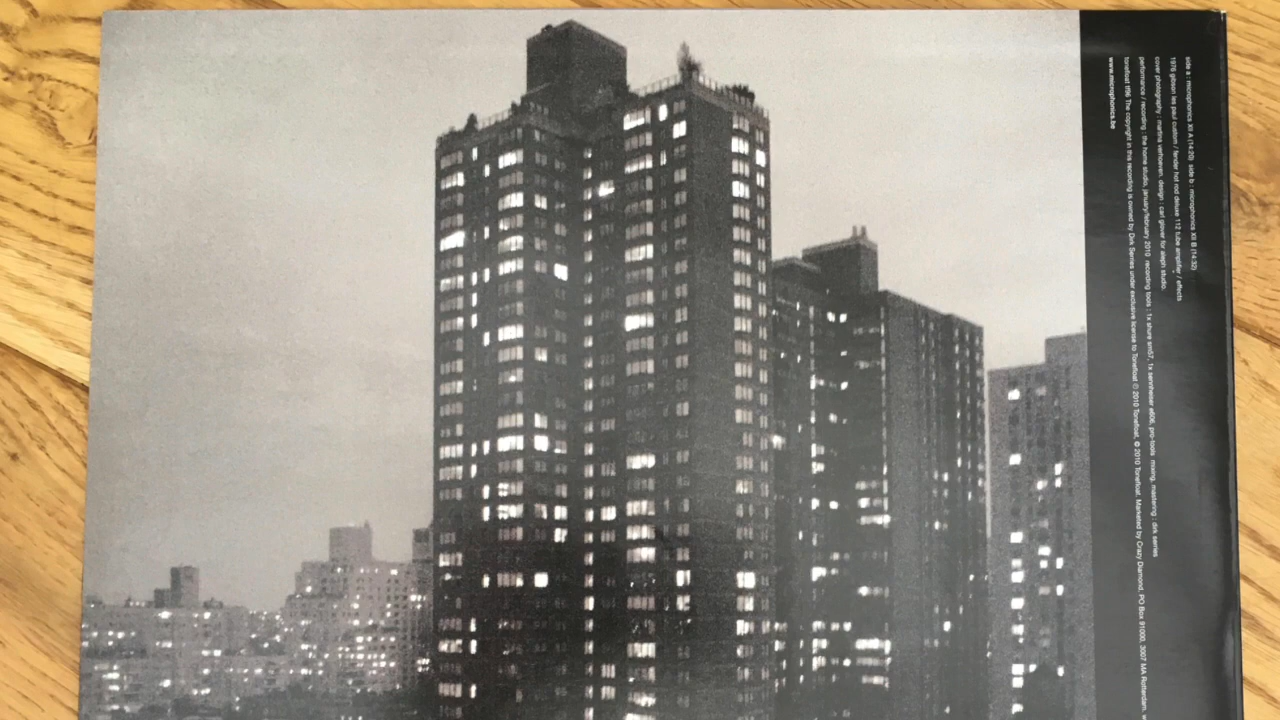 side a : microphonics XII A (14:20) side b : microphonics XII B (14:32)
1976 gibson les paul custom / fender hot rod deluxe 112 tube amplifier / effects
cover photography : martina verhoeven. design : carl glover for aleph studio.
performance / recording : the home studio, january/february 2010 recording tools : 1x shure sm57, 1x sennheiser e606, pro-tools mixing, mastering : dirk serries
tonefloat tf96 The copyright in this recording is owned by Dirk Serries under exclusive license to Tonefloat ℗ 2010 Tonefloat. © 2010 Tonefloat. Marketed by Crazy Diamond, PO Box 91000, 3007 MA Rotterdam,
www.microphonics.be